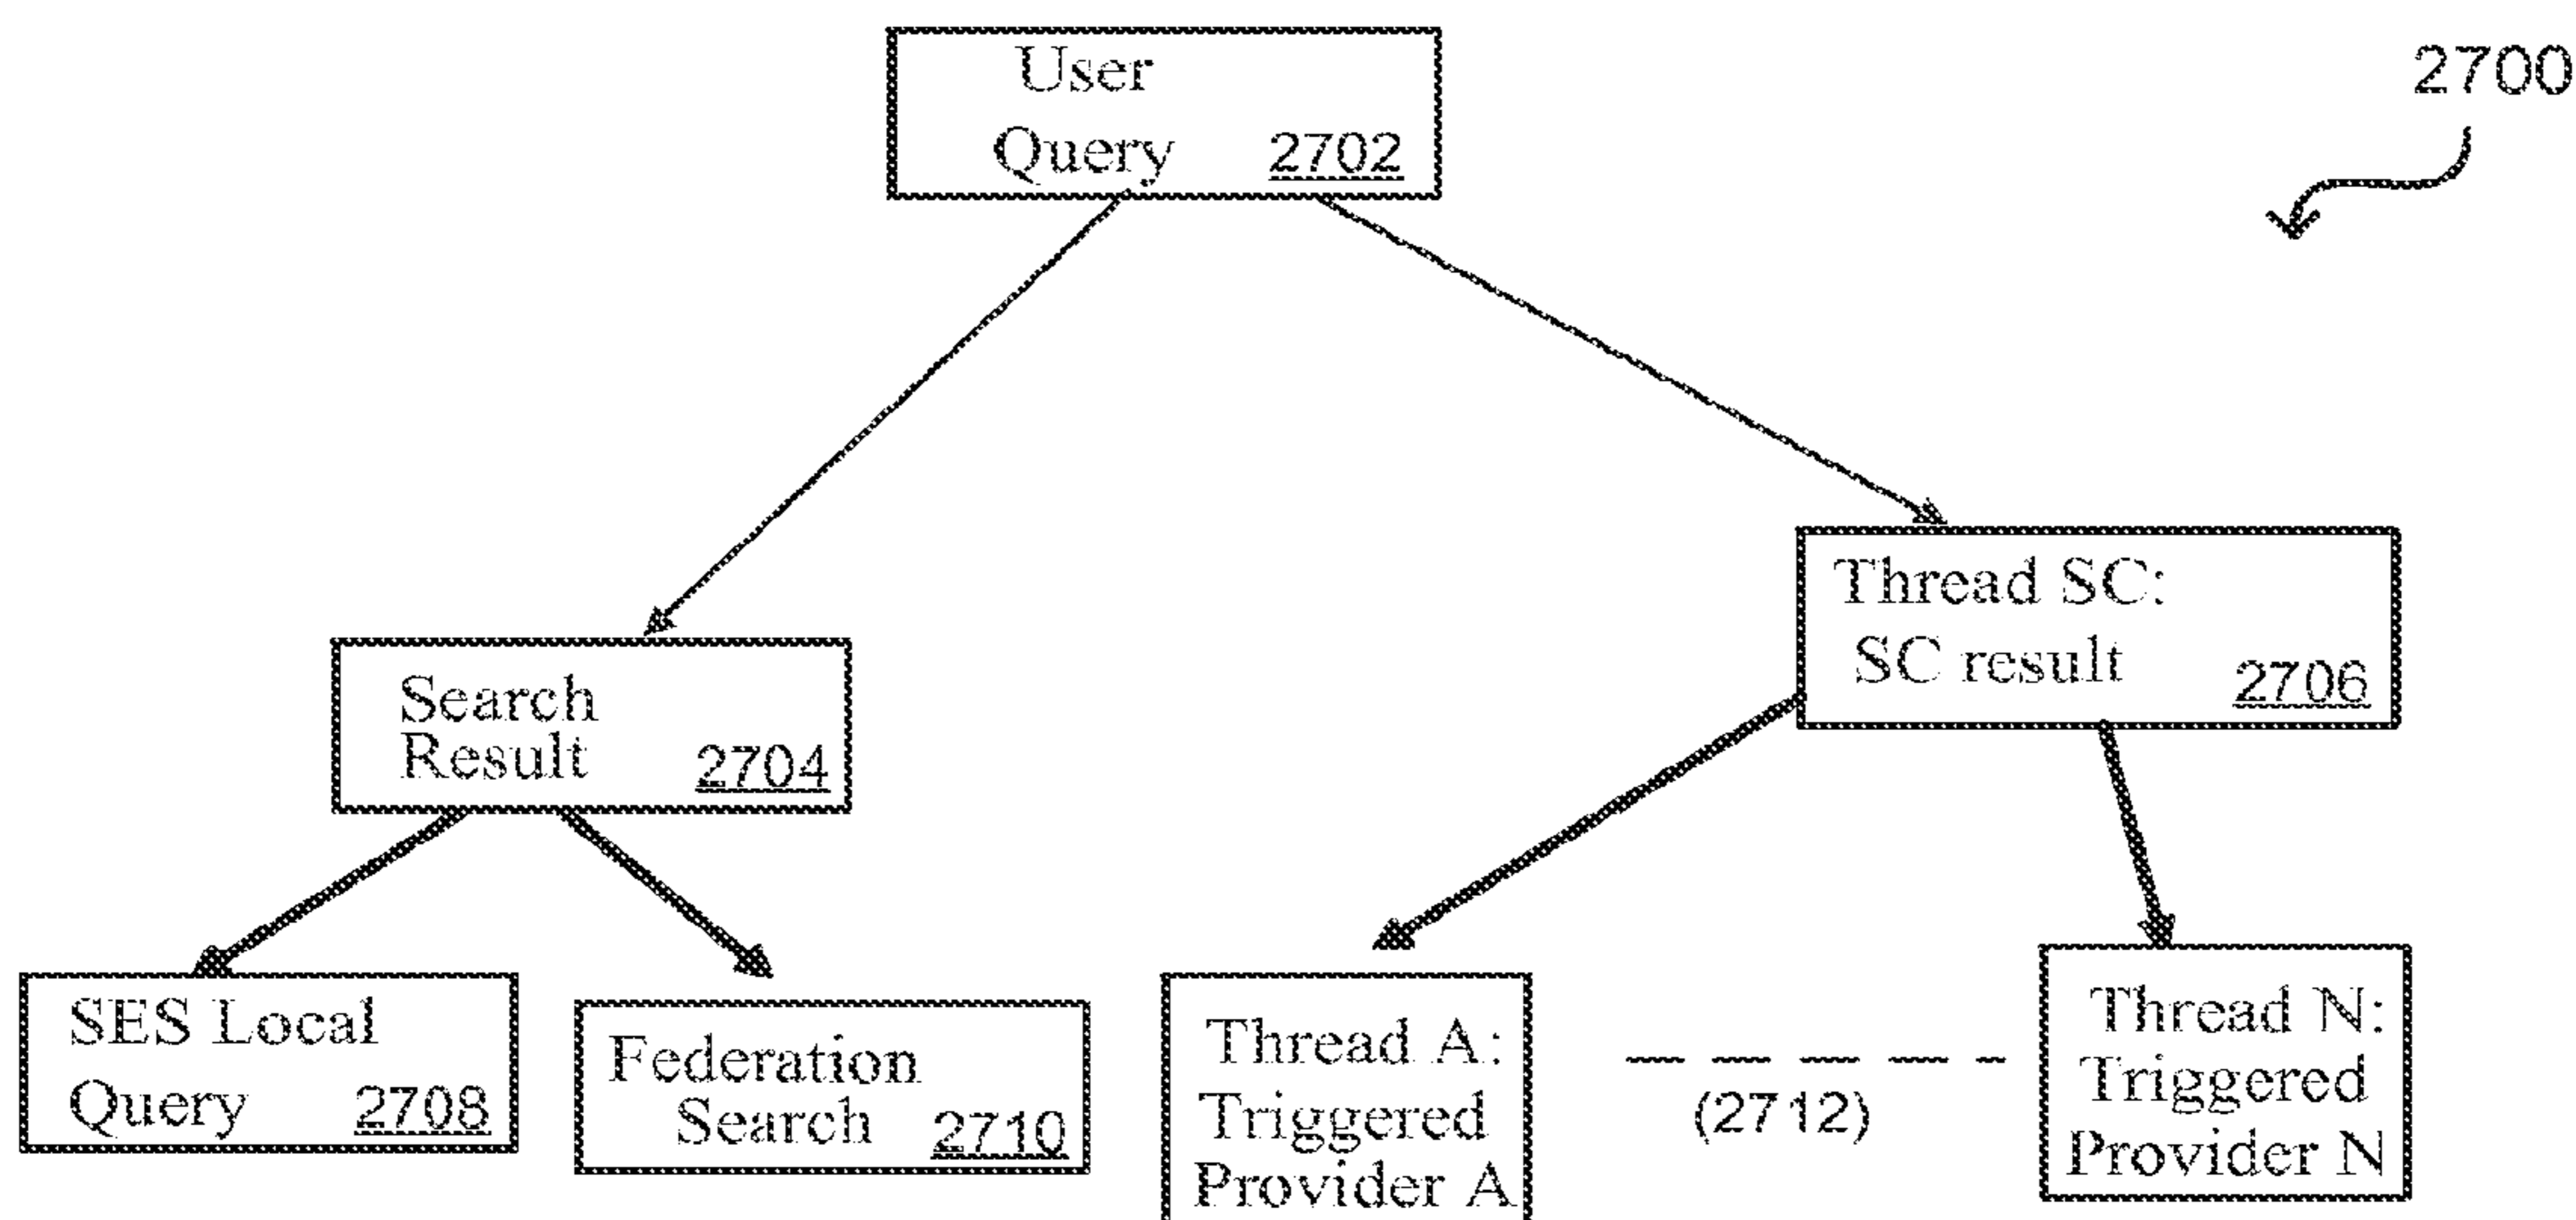 User
Query 2702
2700
Thread SC:
SC result 2706
Search
Result 2704
SES Local
Query 2708
Federation
Search 2710
Thread A:
Triggered
Provider A
(2712)
Thread N:
Triggered
Provider N